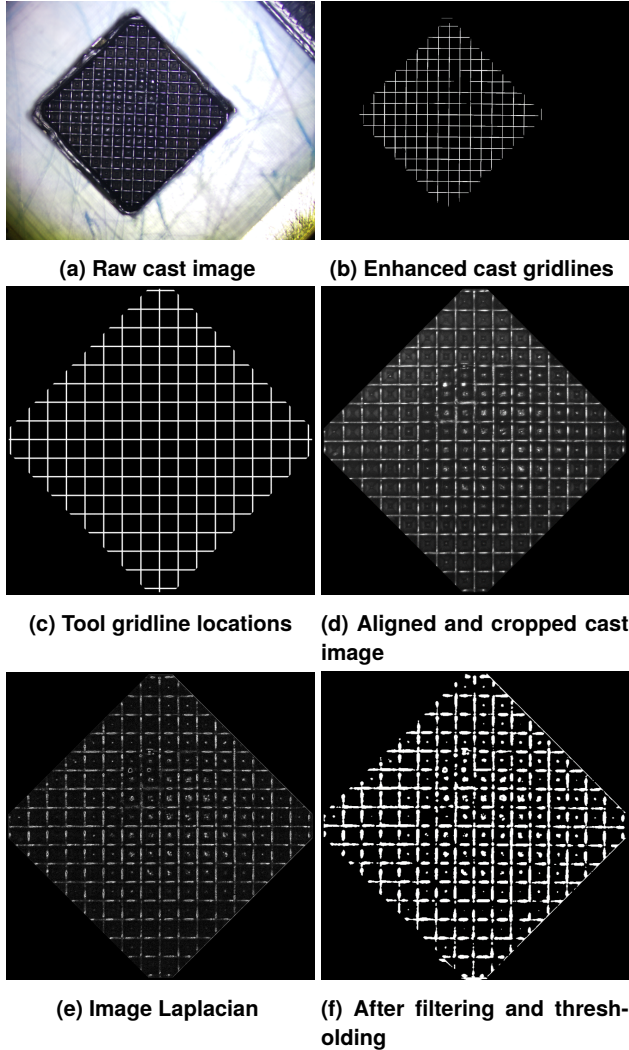 (a) Raw cast image
(b) Enhanced cast gridlines
(c) Tool gridline locations
(d) Aligned and cropped cast
image
(e) Image Laplacian
(f) After filtering and thresh-
olding